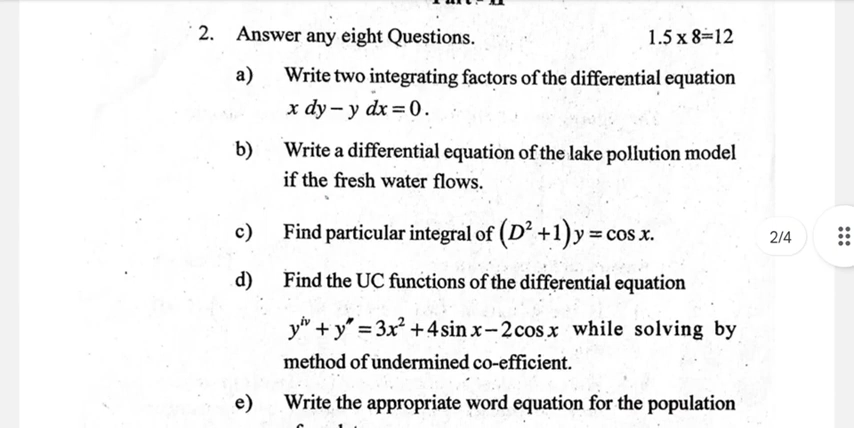 2. Answer any eight Questions. 1.5 x 8=12
a) Write two integrating factors of the differential equation
x dy – y dx = 0.
b) Write a differential equation of the lake pollution model
if the fresh water flows.
c) Find particular integral of (D² +1) y = cos x.
2/4
d) Find the UC functions of the differential equation
yⁱᵛ + y″ = 3x² + 4 sin x – 2 cos x while solving by
method of undermined co-efficient.
e) Write the appropriate word equation for the population